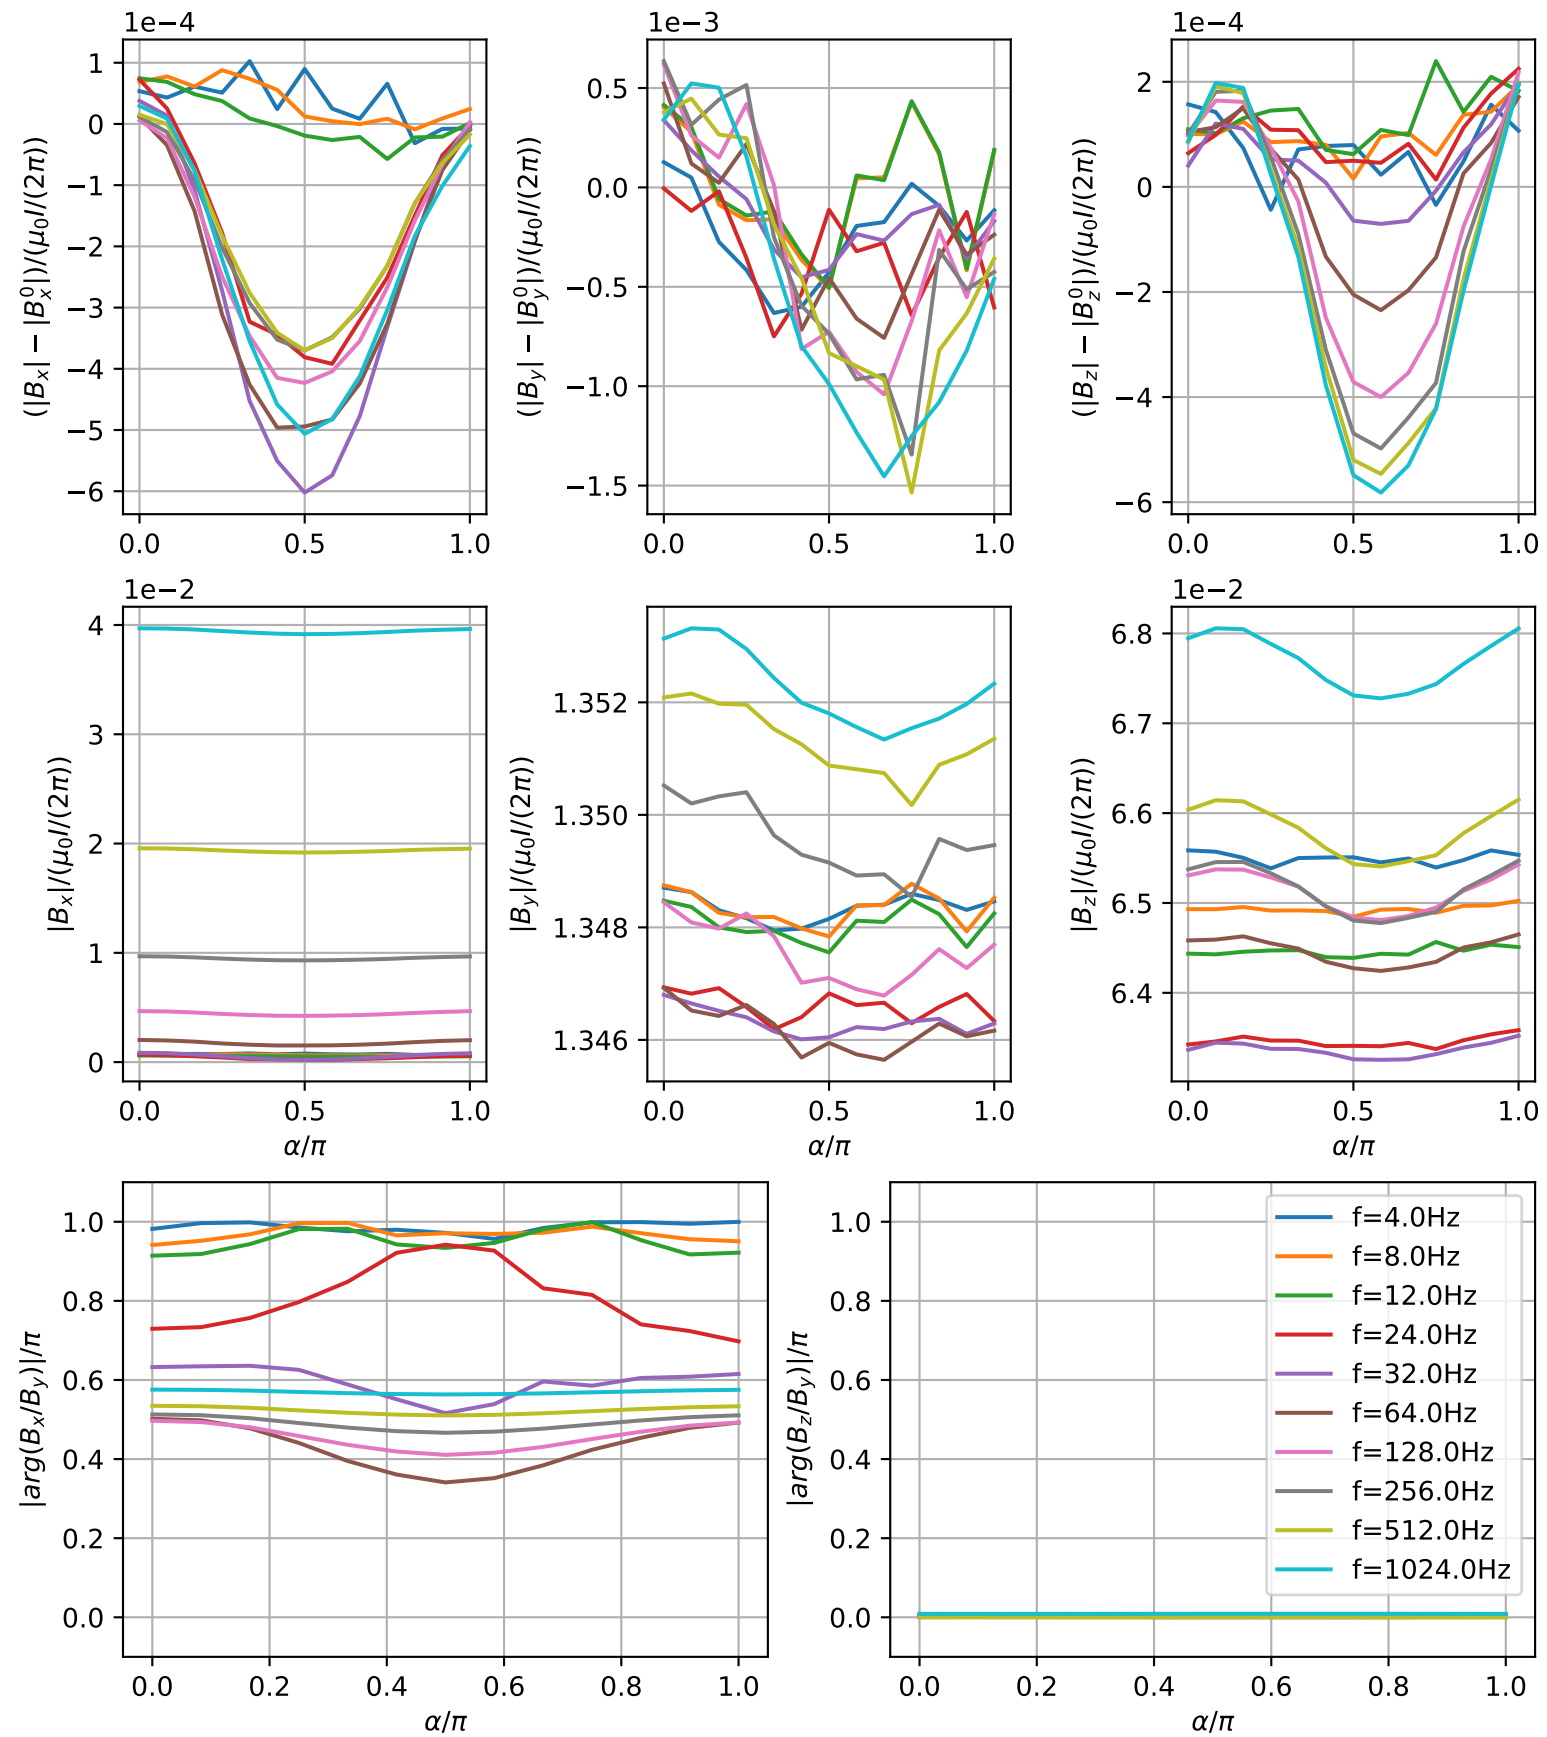 1e−4
1
0
−1
−2
−3
−4
−5
−6
0.0 0.5 1.0
(|B_x| − |B_x^0|)/(μ_0I/(2π))
1e−3
0.5
0.0
−0.5
−1.0
−1.5
0.0 0.5 1.0
(|B_y| − |B_y^0|)/(μ_0I/(2π))
1e−4
2
0
−2
−4
−6
0.0 0.5 1.0
(|B_z| − |B_z^0|)/(μ_0I/(2π))
1e−2
4
3
2
1
0
0.0 0.5 1.0
α/π
|B_x|/(μ_0I/(2π))
1.352
1.350
1.348
1.346
0.0 0.5 1.0
α/π
|B_y|/(μ_0I/(2π))
1e−2
6.8
6.7
6.6
6.5
6.4
0.0 0.5 1.0
α/π
|B_z|/(μ_0I/(2π))
1.0
0.8
0.6
0.4
0.2
0.0
0.0 0.2 0.4 0.6 0.8 1.0
α/π
|arg(B_x/B_y)|/π
1.0
0.8
0.6
0.4
0.2
0.0
0.0 0.2 0.4 0.6 0.8 1.0
α/π
|arg(B_z/B_y)|/π
f=4.0Hz
f=8.0Hz
f=12.0Hz
f=24.0Hz
f=32.0Hz
f=64.0Hz
f=128.0Hz
f=256.0Hz
f=512.0Hz
f=1024.0Hz